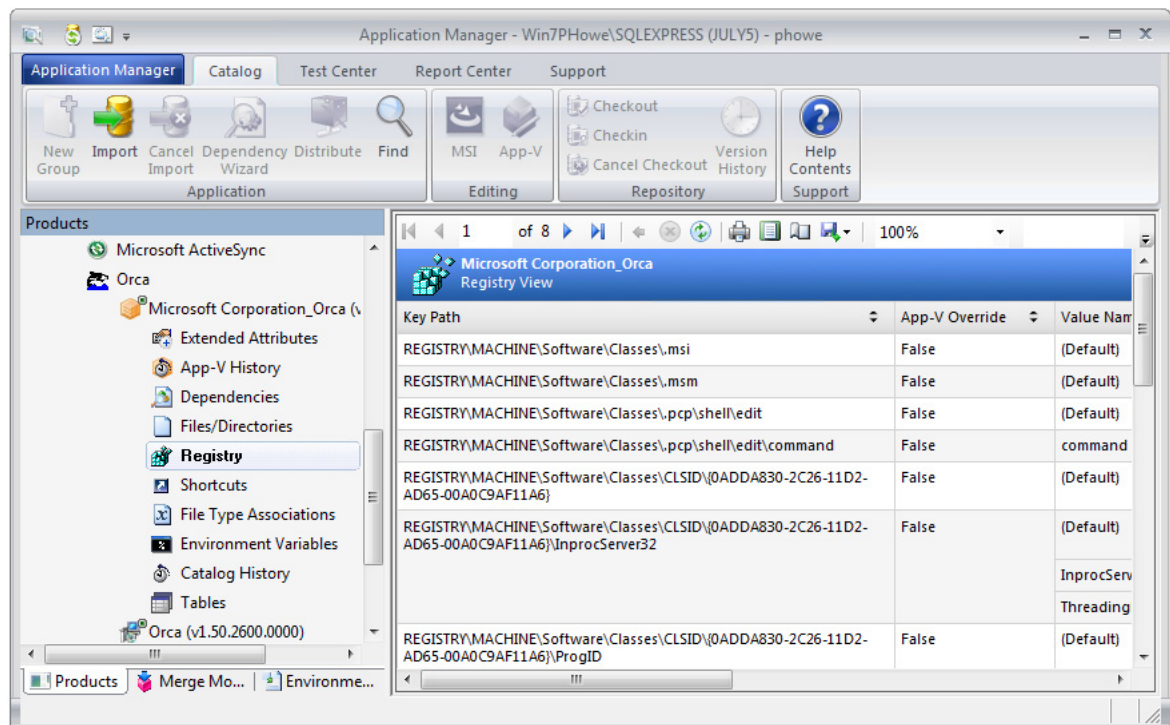 Application Manager - Win7PHowe\SQLEXPRESS (JULY5) - phowe
Application Manager
Catalog
Test Center
Report Center
Support
New Group
Import
Cancel Import
Dependency Wizard
Distribute
Find
Application
MSI
App-V
Editing
Checkout
Checkin
Cancel Checkout
Version History
Repository
Help Contents
Support
Products
Microsoft ActiveSync
Orca
Microsoft Corporation_Orca (v
Extended Attributes
App-V History
Dependencies
Files/Directories
Registry
Shortcuts
File Type Associations
Environment Variables
Catalog History
Tables
Orca (v1.50.2600.0000)
Products
Merge Mo...
Environme...
1 of 8 100%
Microsoft Corporation_Orca
Registry View
Key Path App-V Override Value Nam
REGISTRY\MACHINE\Software\Classes\.msi False (Default)
REGISTRY\MACHINE\Software\Classes\.msm False (Default)
REGISTRY\MACHINE\Software\Classes\.pcp\shell\edit False (Default)
REGISTRY\MACHINE\Software\Classes\.pcp\shell\edit\command False command
REGISTRY\MACHINE\Software\Classes\CLSID\{0ADDA830-2C26-11D2- False (Default)
AD65-00A0C9AF11A6}
REGISTRY\MACHINE\Software\Classes\CLSID\{0ADDA830-2C26-11D2- False (Default)
AD65-00A0C9AF11A6}\InprocServer32
InprocServ
Threading
REGISTRY\MACHINE\Software\Classes\CLSID\{0ADDA830-2C26-11D2- False (Default)
AD65-00A0C9AF11A6}\ProgID